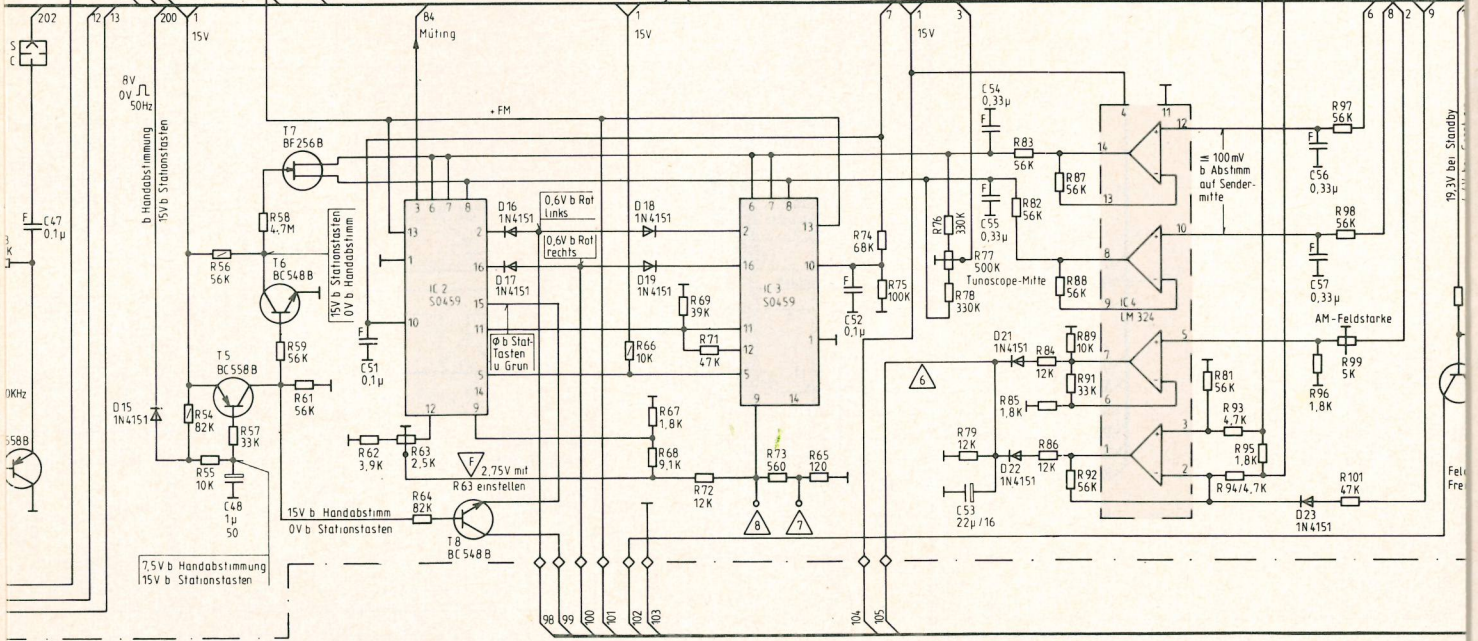 202
12
13
200
1
15V
B4
Muting
1
15V
7
1
15V
3
6
8
2
9
S
C
8V
0V
50Hz
b Handabstimmung
15V b Stationstasten
+ FM
C54
0,33µ
F
4
11
12
R97
56K
T7
BF256B
R83
56K
14
≅ 100mV
b Abstimm
auf Sender-
mitte
F
C56
0,33µ
19,3V bei Standby
R87
56K
13
F
C47
0,1µ
R58
4,7M
3
6
7
8
D16
1N4151
0,6V b Rot
links
D18
1N4151
6
7
8
R76
330K
F
C55
0,33µ
R82
56K
R98
56K
10
13
2
0,6V b Rot
rechts
2
13
R74
68K
R77
500K
Tunoscope-Mitte
8
K
R56
56K
T6
BC548B
15V b Stationstasten
0V b Handabstimm
1
16
D17
1N4151
D19
1N4151
16
IC 2
SO459
IC 3
SO459
10
F
C52
0,1µ
R75
100K
R78
330K
R88
56K
9
IC 4
LM 324
F
C57
0,33µ
15
R69
39K
AM-Feldstarke
R59
56K
F
C51
0,1µ
10
11
Ø b Stat-
Tasten
u Grun
R66
10K
R71
47K
11
12
1
D21
1N4151
R84
12K
R89
10K
7
5
R99
5K
T5
BC558B
5
5
6
R91
33K
R81
56K
R96
1,8K
0KHz
D15
1N4151
R54
82K
R61
56K
14
12
9
9
14
R85
1,8K
6
R93
4,7K
R57
33K
R67
1,8K
R79
12K
R86
12K
1
3
R95
1,8K
558B
R55
10K
R62
3,9K
R63
2,5K
F
2,75V mit
R63 einstellen
R68
9,1K
R73
560
R65
120
D22
1N4151
R92
56K
2
R94/4,7K
R101
47K
C48
1µ
50
R64
82K
R72
12K
C53
22µ/16
D23
1N4151
15V b Handabstimm
0V b Stationstasten
T8
BC548B
8
7
7,5V b Handabstimmung
15V b Stationstasten
98
99
100
101
102
103
104
105